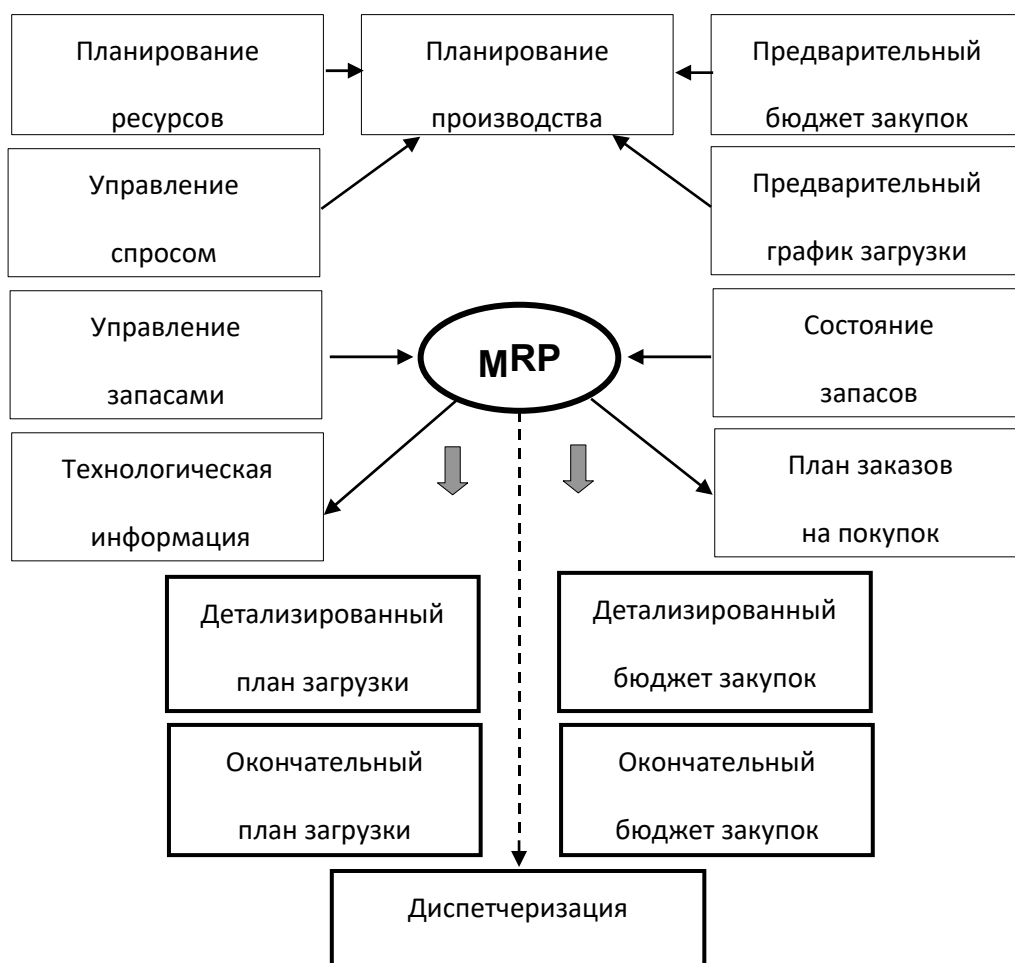 Планирование
ресурсов
Планирование
производства
Предварительный
бюджет закупок
Управление
спросом
Предварительный
график загрузки
Управление
запасами
MRP
Состояние
запасов
Технологическая
информация
План заказов
на покупок
Детализированный
план загрузки
Детализированный
бюджет закупок
Окончательный
план загрузки
Окончательный
бюджет закупок
Диспетчеризация